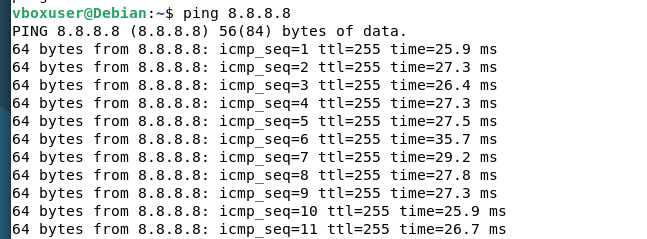 vboxuser@Debian:~$ ping 8.8.8.8
PING 8.8.8.8 (8.8.8.8) 56(84) bytes of data.
64 bytes from 8.8.8.8: icmp_seq=1 ttl=255 time=25.9 ms
64 bytes from 8.8.8.8: icmp_seq=2 ttl=255 time=27.3 ms
64 bytes from 8.8.8.8: icmp_seq=3 ttl=255 time=26.4 ms
64 bytes from 8.8.8.8: icmp_seq=4 ttl=255 time=27.3 ms
64 bytes from 8.8.8.8: icmp_seq=5 ttl=255 time=27.5 ms
64 bytes from 8.8.8.8: icmp_seq=6 ttl=255 time=35.7 ms
64 bytes from 8.8.8.8: icmp_seq=7 ttl=255 time=29.2 ms
64 bytes from 8.8.8.8: icmp_seq=8 ttl=255 time=27.8 ms
64 bytes from 8.8.8.8: icmp_seq=9 ttl=255 time=27.3 ms
64 bytes from 8.8.8.8: icmp_seq=10 ttl=255 time=25.9 ms
64 bytes from 8.8.8.8: icmp_seq=11 ttl=255 time=26.7 ms